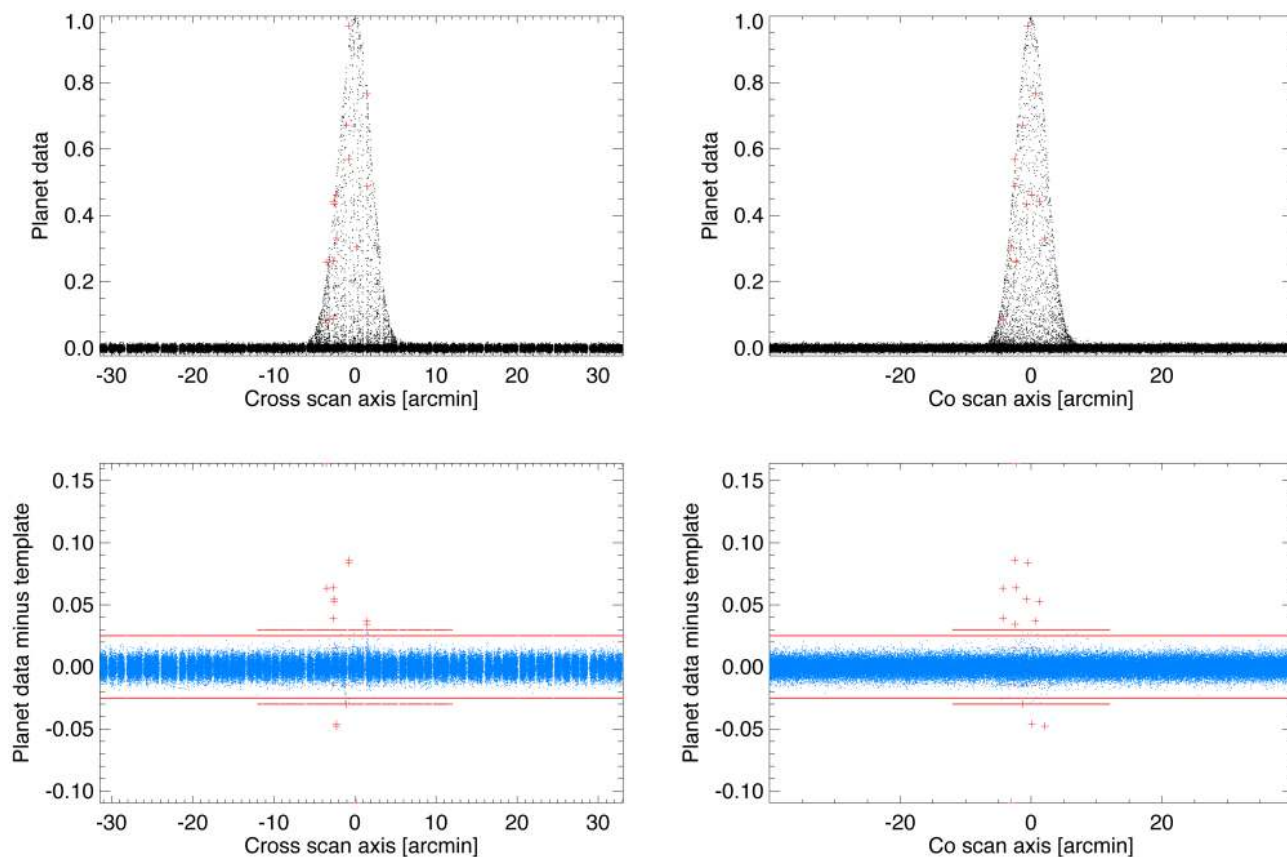 1.0
0.8
0.6
0.4
0.2
0.0
Planet data
-30 -20 -10 0 10 20 30
Cross scan axis [arcmin]
1.0
0.8
0.6
0.4
0.2
0.0
Planet data
-20 0 20
Co scan axis [arcmin]
0.15
0.10
0.05
0.00
-0.05
-0.10
Planet data minus template
-30 -20 -10 0 10 20 30
Cross scan axis [arcmin]
0.15
0.10
0.05
0.00
-0.05
-0.10
Planet data minus template
-20 0 20
Co scan axis [arcmin]